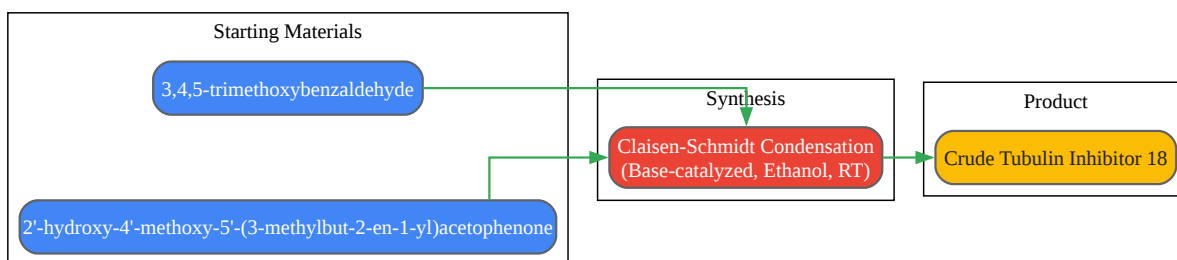 Starting Materials
3,4,5-trimethoxybenzaldehyde
2'-hydroxy-4'-methoxy-5'-(3-methylbut-2-en-1-yl)acetophenone
Synthesis
Claisen-Schmidt Condensation
(Base-catalyzed, Ethanol, RT)
Product
Crude Tubulin Inhibitor 18